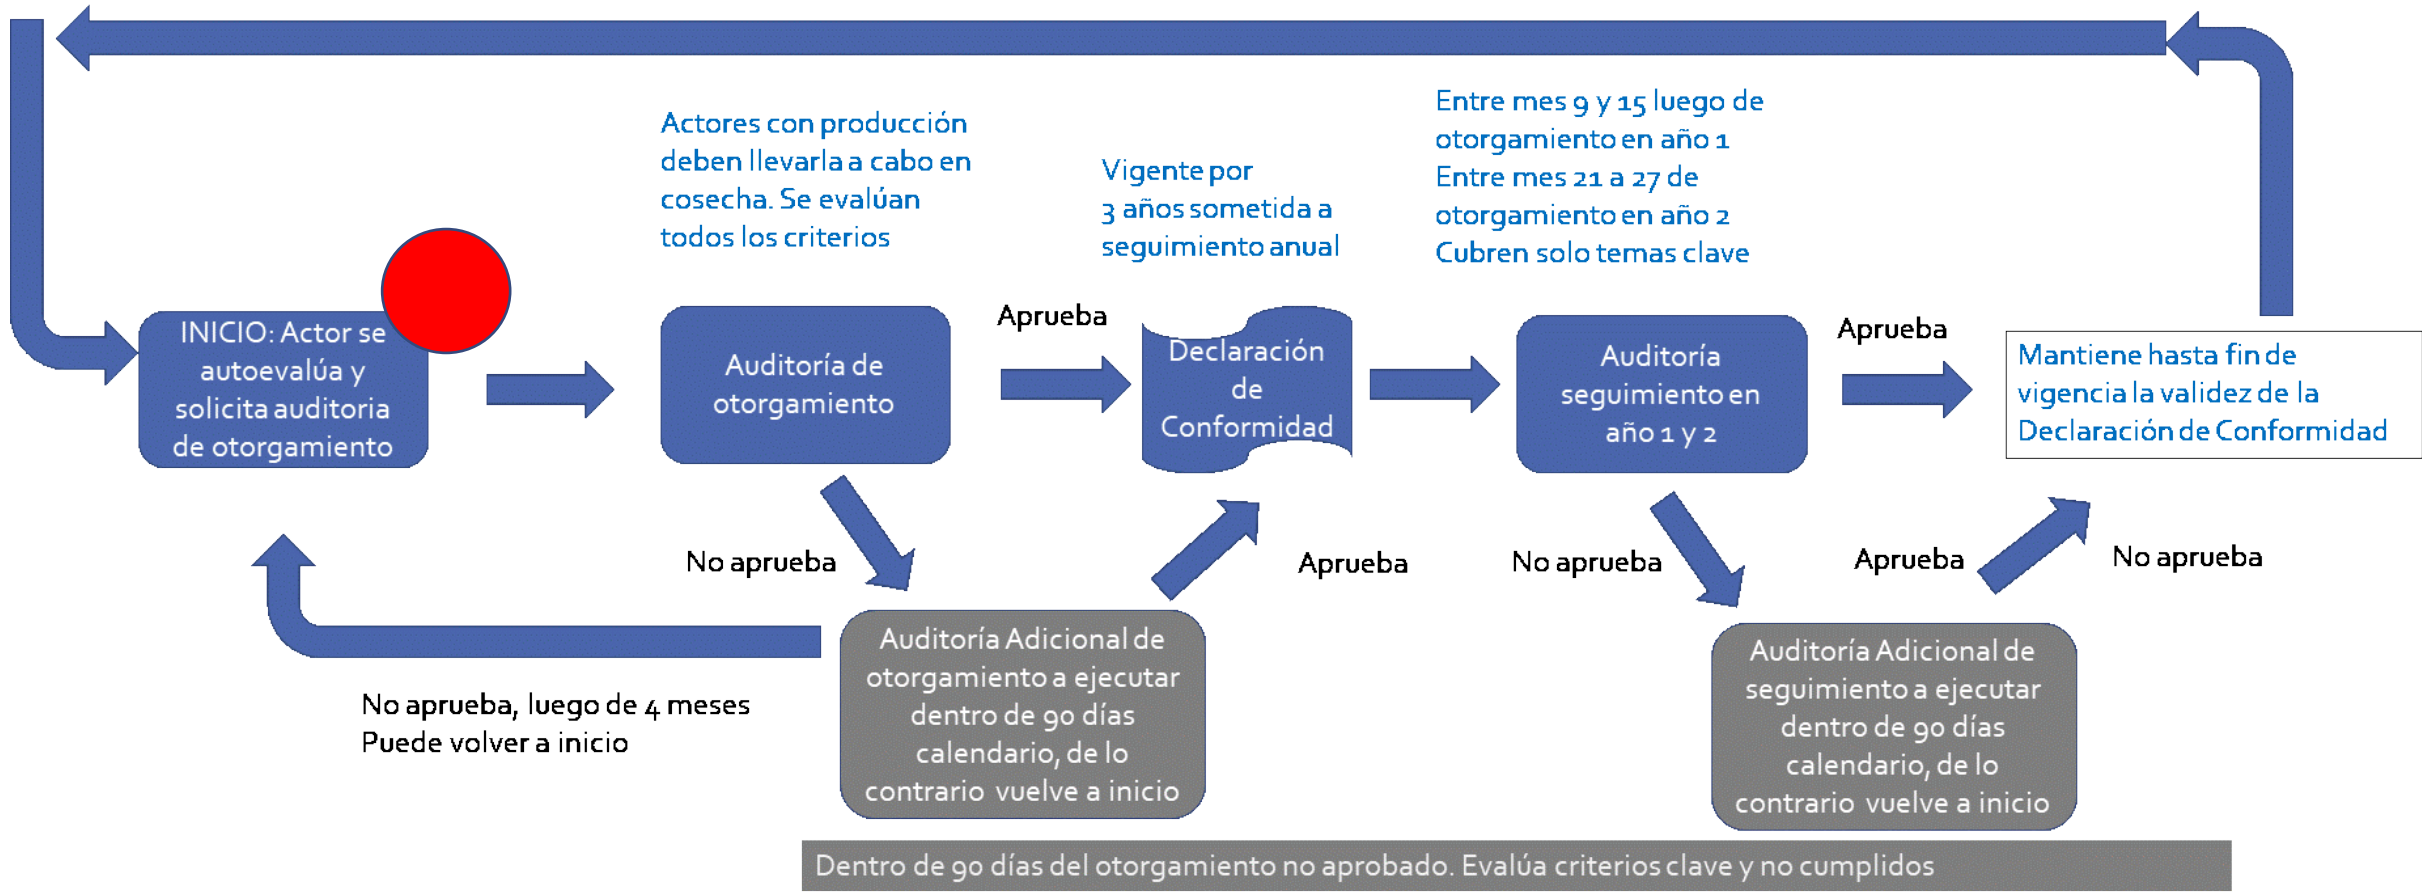 Actores con producción
deben llevarla a cabo en
cosecha. Se evalúan
todos los criterios
Vigente por
3 años sometida a
seguimiento anual
Entre mes 9 y 15 luego de
otorgamiento en año 1
Entre mes 21 a 27 de
otorgamiento en año 2
Cubren solo temas clave
INICIO: Actor se
autoevalúa y
solicita auditoria
de otorgamiento
Auditoría de
otorgamiento
Aprueba
Declaración
de
Conformidad
Auditoría
seguimiento en
año 1 y 2
Aprueba
Mantiene hasta fin de
vigencia la validez de la
Declaración de Conformidad
No aprueba
Aprueba
No aprueba
Aprueba
No aprueba
No aprueba, luego de 4 meses
Puede volver a inicio
Auditoría Adicional de
otorgamiento a ejecutar
dentro de 90 días
calendario, de lo
contrario vuelve a inicio
Auditoría Adicional de
seguimiento a ejecutar
dentro de 90 días
calendario, de lo
contrario vuelve a inicio
Dentro de 90 días del otorgamiento no aprobado. Evalúa criterios clave y no cumplidos